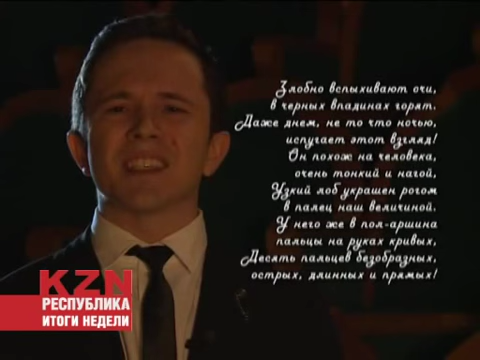 Злобно вспыхивают очи,
в черных впадинах горят.
Даже днем, не то что ночью,
испугает этот взгляд!
Он похож на человека,
очень тонкий и нагой,
Узкий лоб украшен рогом
в палец наш величиной.
У него же в пол-аршина
пальцы на руках кривых,
Десять пальцев безобразных,
острых, длинных и прямых!
KZN
РЕСПУБЛИКА
ИТОГИ НЕДЕЛИ